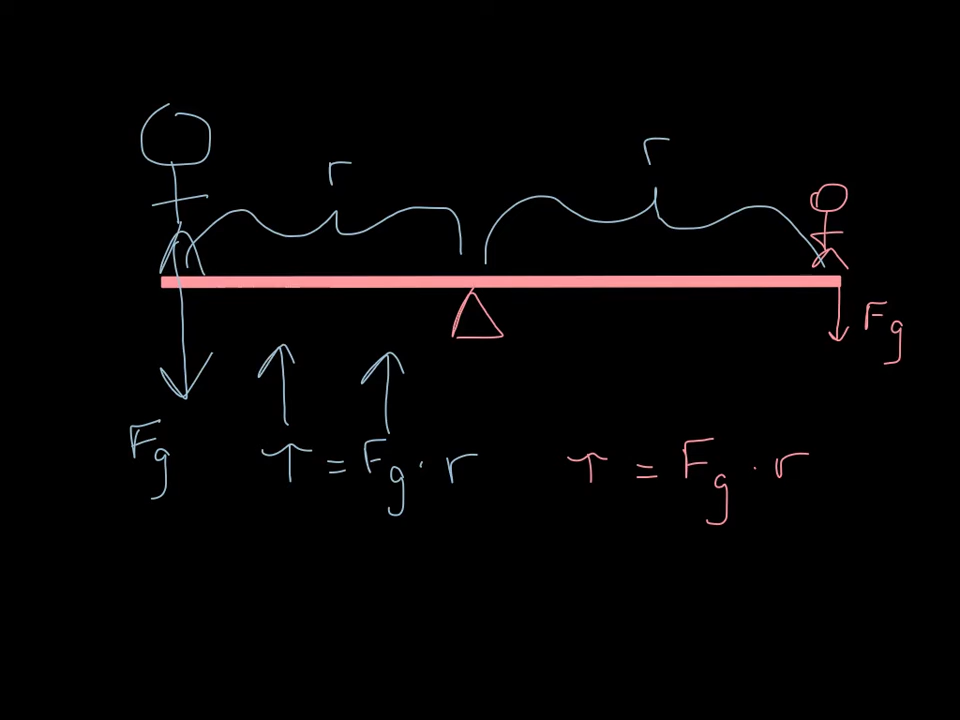 r
r
Fg
Fg
τ = Fg · r
τ = Fg · r